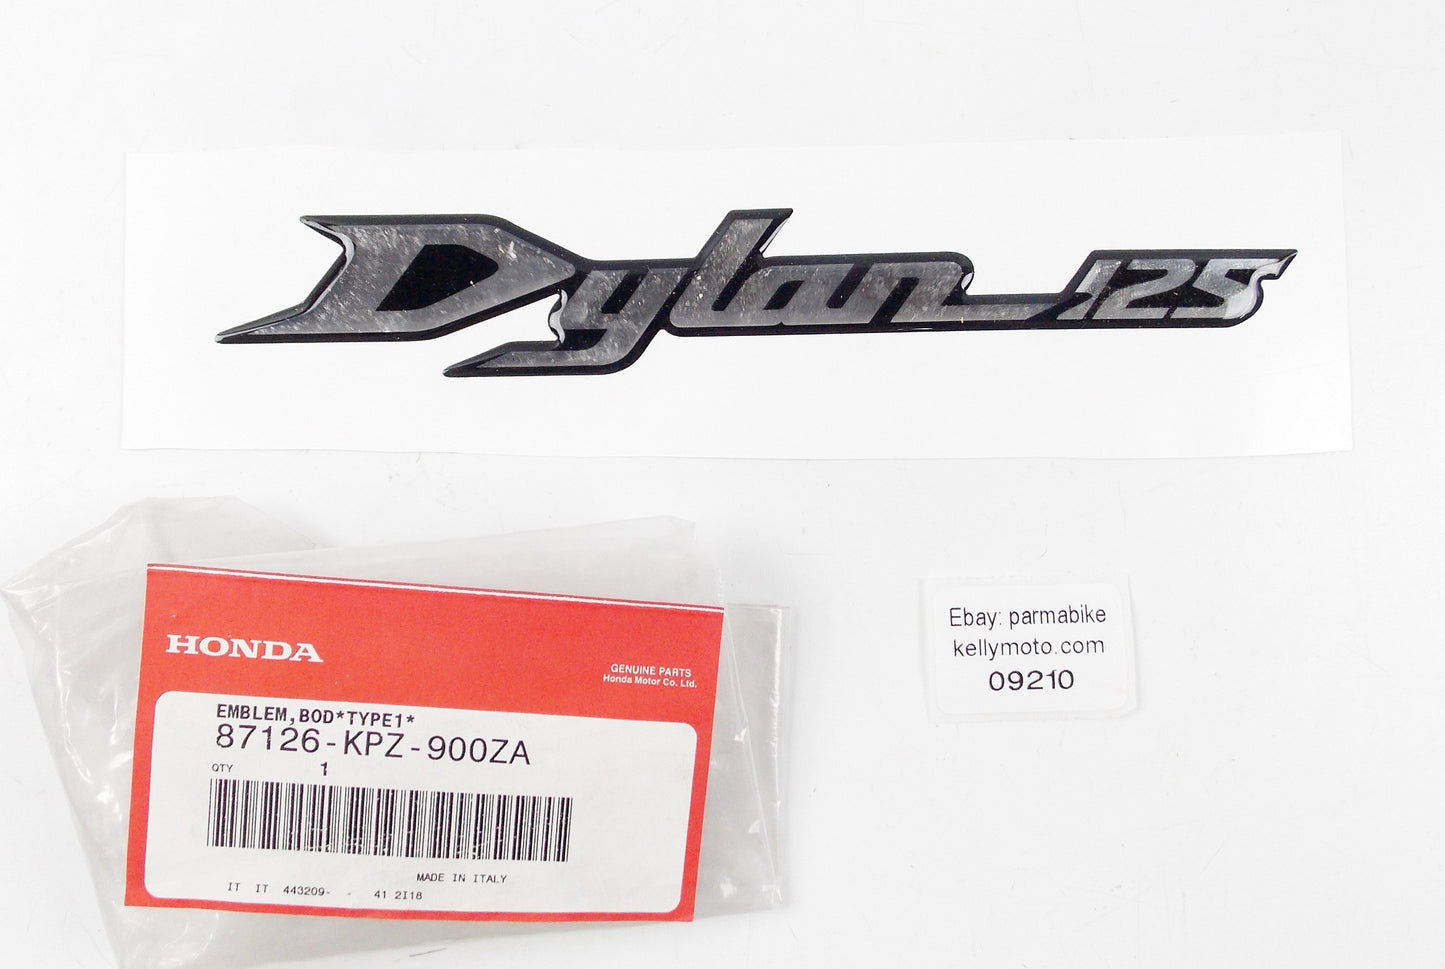 Dylan 125
HONDA
GENUINE PARTS
Honda Motor Co. Ltd.
EMBLEM,BOD*TYPE1*
87126-KPZ-900ZA
QTY 1
MADE IN ITALY
IT IT 443209- - 41 2I18
Ebay: parmabike
kellymoto.com
09210